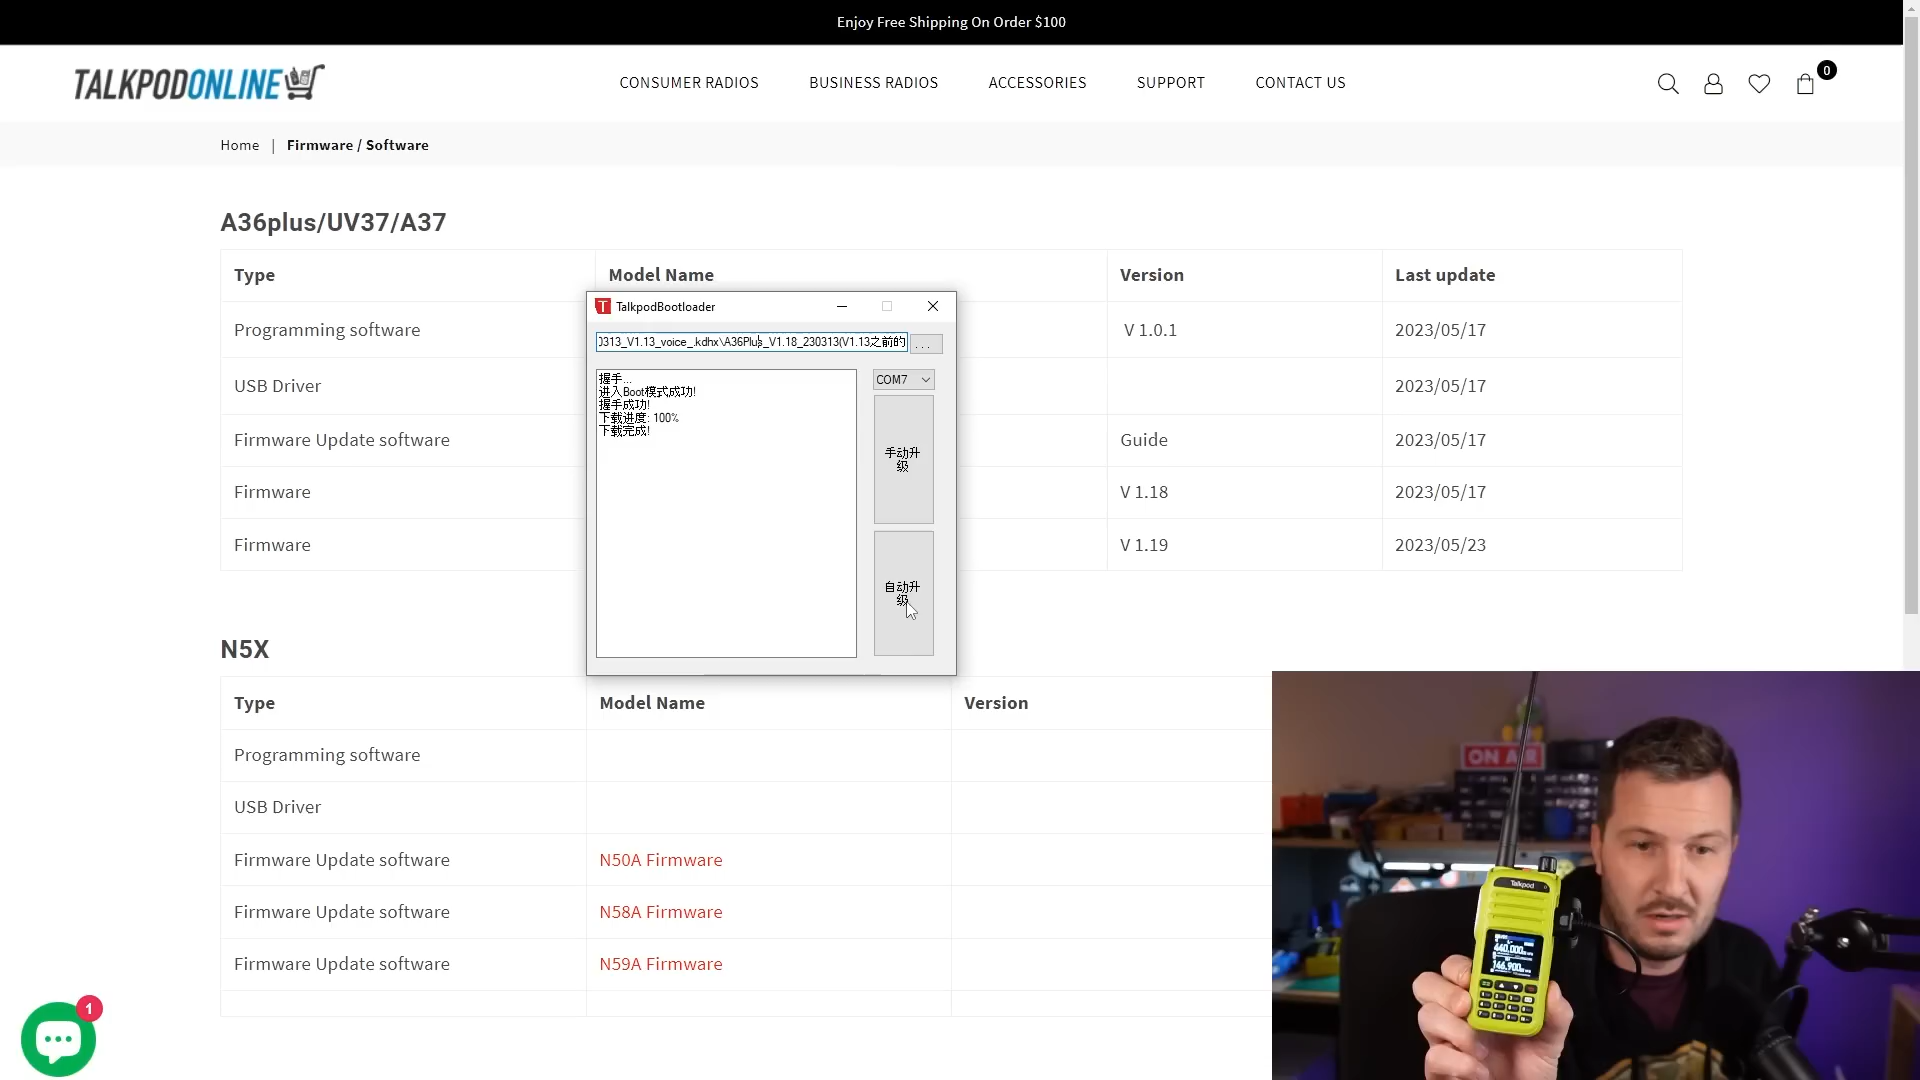 Enjoy Free Shipping On Order $100
TALKPODONLINE
CONSUMER RADIOS
BUSINESS RADIOS
ACCESSORIES
SUPPORT
CONTACT US
0
Home | Firmware / Software
A36plus/UV37/A37
Type
Model Name
Version
Last update
Programming software
V 1.0.1
2023/05/17
USB Driver
2023/05/17
Firmware Update software
Guide
2023/05/17
Firmware
V 1.18
2023/05/17
Firmware
V 1.19
2023/05/23
TalkpodBootloader
0313_V1.13_voice_.kdhx\A36Plus_V1.18_230313(V1.13之前的
...
COM7
握手...
进入Boot模式成功!
握手成功!
下载进度: 100%
下载完成!
手动升
级
自动升
级
N5X
Type
Model Name
Version
Programming software
USB Driver
Firmware Update software
N50A Firmware
Firmware Update software
N58A Firmware
Firmware Update software
N59A Firmware
1
ON AIR
Talkpod
440.000
146.900